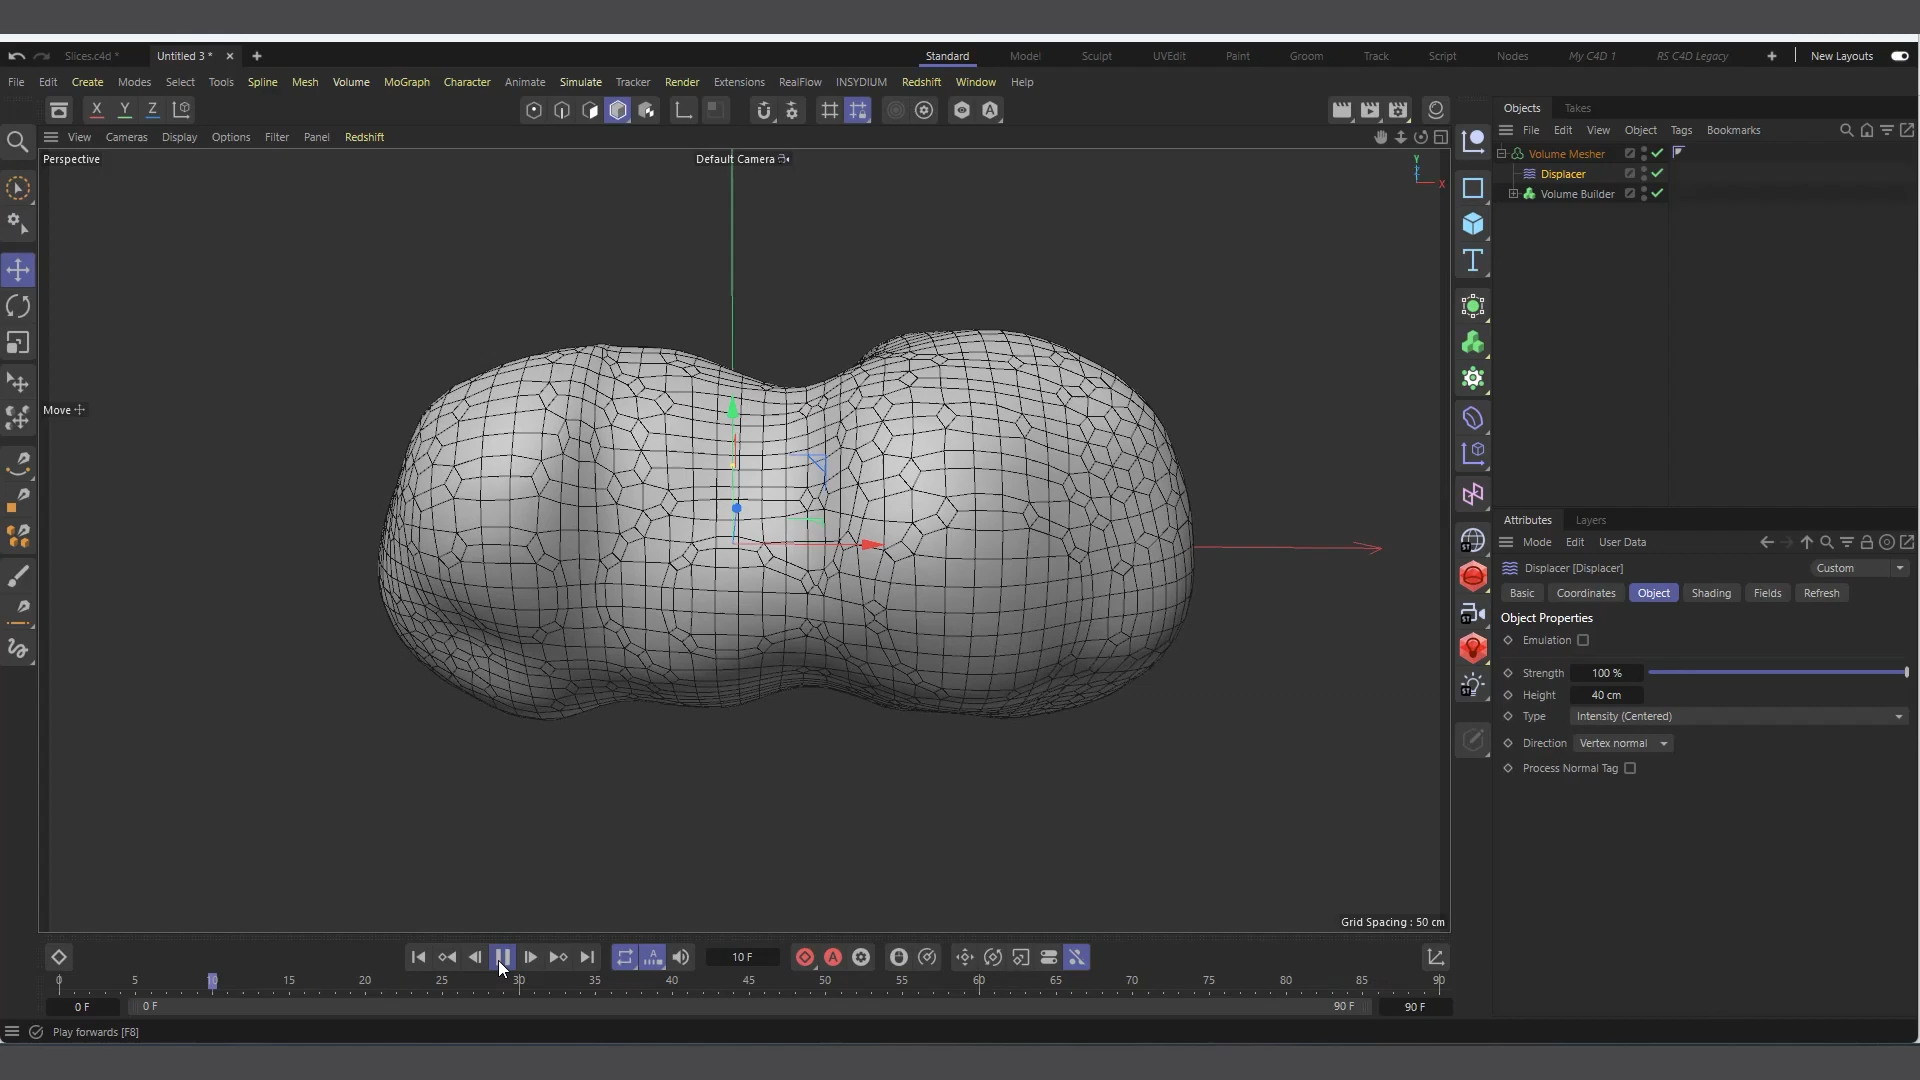 Slices.c4d * Untitled 3 * Standard Model Sculpt UVEdit Paint Groom Track Script Nodes My C4D 1 RS C4D Legacy New Layouts
File Edit Create Modes Select Tools Spline Mesh Volume MoGraph Character Animate Simulate Tracker Render Extensions RealFlow INSYDIUM Redshift Window Help
X Y Z
Objects Takes
View Cameras Display Options Filter Panel Redshift
File Edit View Object Tags Bookmarks
Perspective Default Camera
Y
Z
X
Volume Mesher
Displacer
Volume Builder
Move
Attributes Layers
Mode Edit User Data
Displacer [Displacer] Custom
Basic Coordinates Object Shading Fields Refresh
Object Properties
Emulation
Strength 100 %
Height 40 cm
Type Intensity (Centered)
Direction Vertex normal
Process Normal Tag
Grid Spacing : 50 cm
10 F
0 5 10 15 20 25 30 35 40 45 50 55 60 65 70 75 80 85 90
0 F 0 F 90 F 90 F
Play forwards [F8]